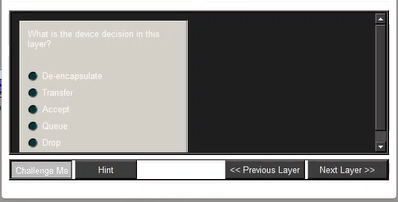 What is the device decision in this
layer?
De-encapsulate
Transfer
Accept
Queue
Drop
Challenge Me
Hint
<< Previous Layer
Next Layer >>